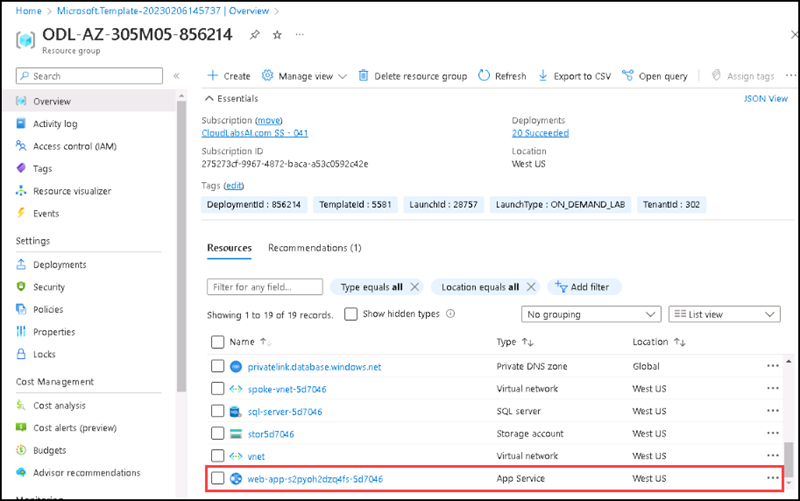 Home > Microsoft.Template-20230206145737 | Overview >
ODL-AZ-305M05-856214
Resource group
Search
Overview
Activity log
Access control (IAM)
Tags
Resource visualizer
Events
Settings
Deployments
Security
Policies
Properties
Locks
Cost Management
Cost analysis
Cost alerts (preview)
Budgets
Advisor recommendations
Create Manage view Delete resource group Refresh Export to CSV Open query Assign tags
Essentials JSON View
Subscription (move) Deployments
CloudLabsAI.com SS - 041 20 Succeeded
Subscription ID Location
275273cf-9967-4872-baca-a53c0592c42e West US
Tags (edit)
DeploymentId : 856214 TemplateId : 5581 LaunchId : 28757 LaunchType : ON_DEMAND_LAB TenantId : 302
Resources Recommendations (1)
Filter for any field... Type equals all Location equals all Add filter
Showing 1 to 19 of 19 records. Show hidden types No grouping List view
Name Type Location
privatelink.database.windows.net Private DNS zone Global
spoke-vnet-5d7046 Virtual network West US
sql-server-5d7046 SQL server West US
stor5d7046 Storage account West US
vnet Virtual network West US
web-app-s2pyoh2dzq4fs-5d7046 App Service West US